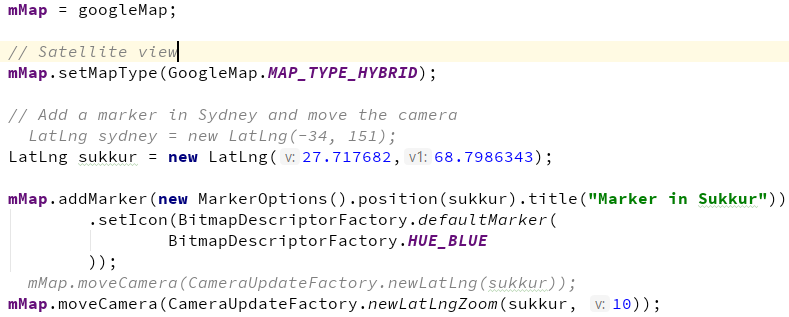 mMap = googleMap;
// Satellite view
mMap.setMapType(GoogleMap.MAP_TYPE_HYBRID);
// Add a marker in Sydney and move the camera
LatLng sydney = new LatLng(-34, 151);
LatLng sukkur = new LatLng( v: 27.717682, v1: 68.7986343);
mMap.addMarker(new MarkerOptions().position(sukkur).title("Marker in Sukkur"))
.setIcon(BitmapDescriptorFactory.defaultMarker(
BitmapDescriptorFactory.HUE_BLUE
));
mMap.moveCamera(CameraUpdateFactory.newLatLng(sukkur));
mMap.moveCamera(CameraUpdateFactory.newLatLngZoom(sukkur, v: 10));